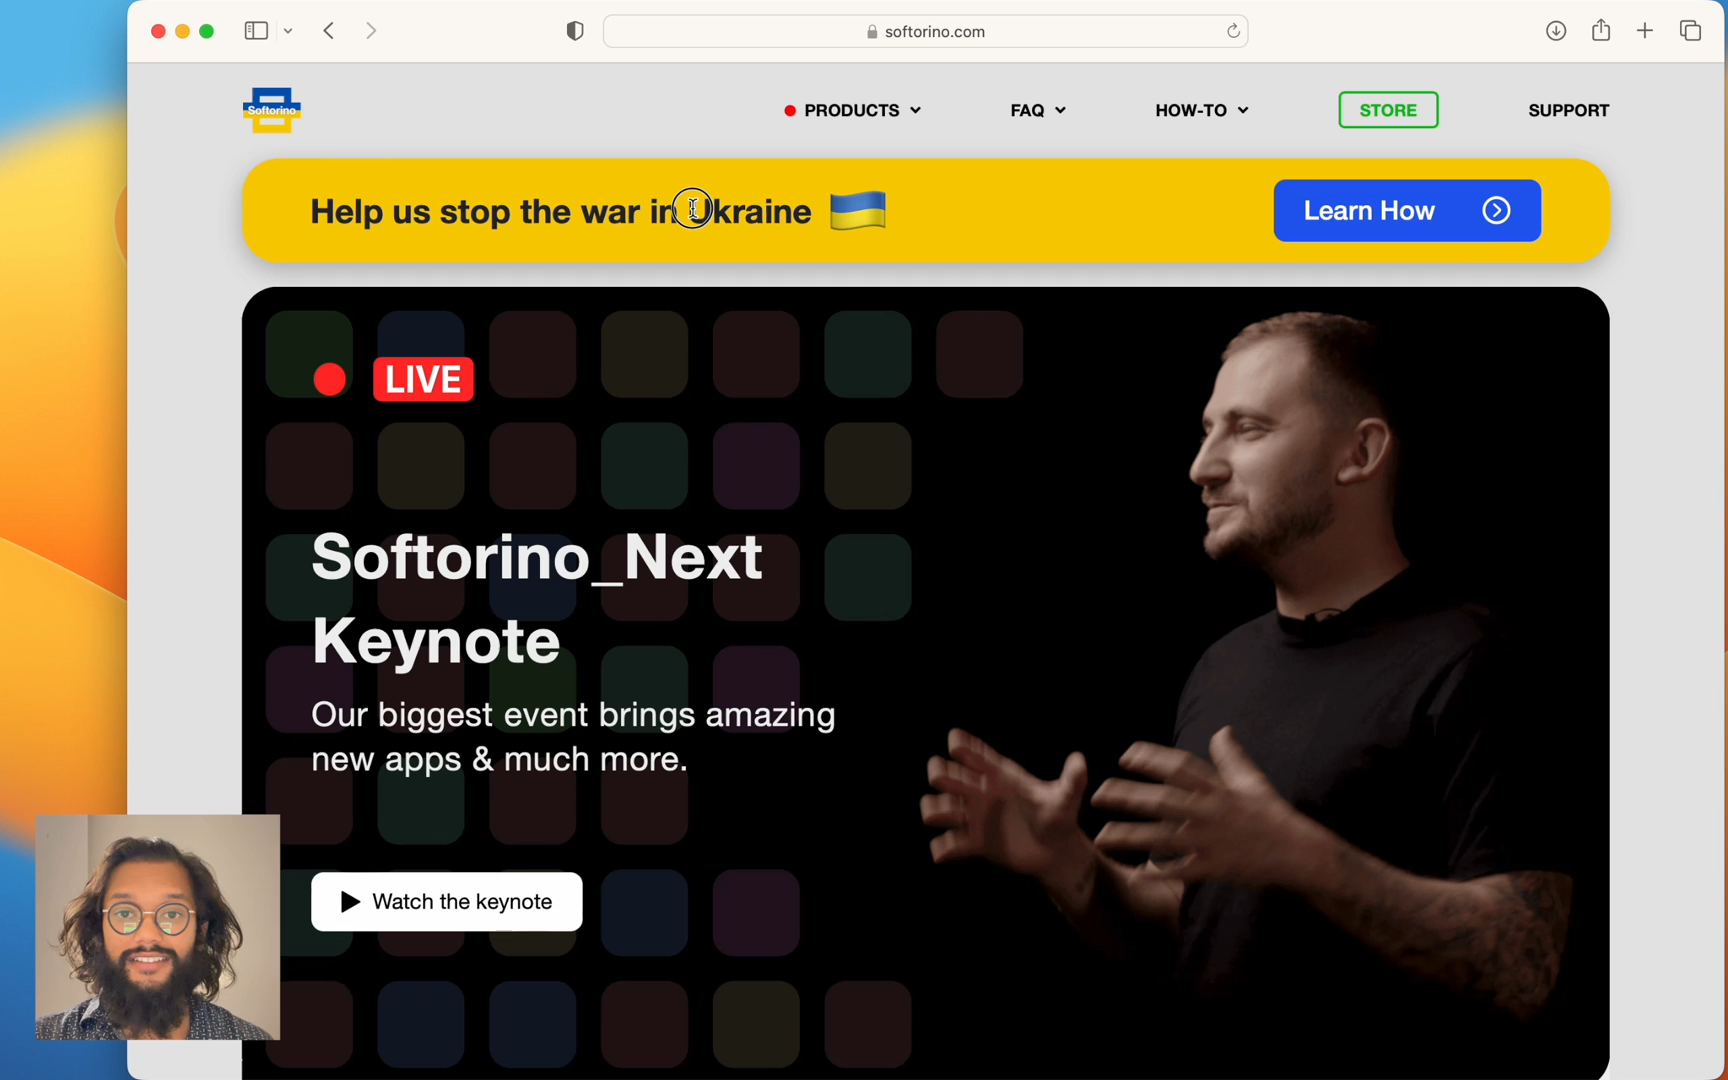 softorino.com
Softorino
PRODUCTS
FAQ
HOW-TO
STORE
SUPPORT
Help us stop the war in Ukraine
Learn How
LIVE
Softorino_Next
Keynote
Our biggest event brings amazing
new apps & much more.
Watch the keynote